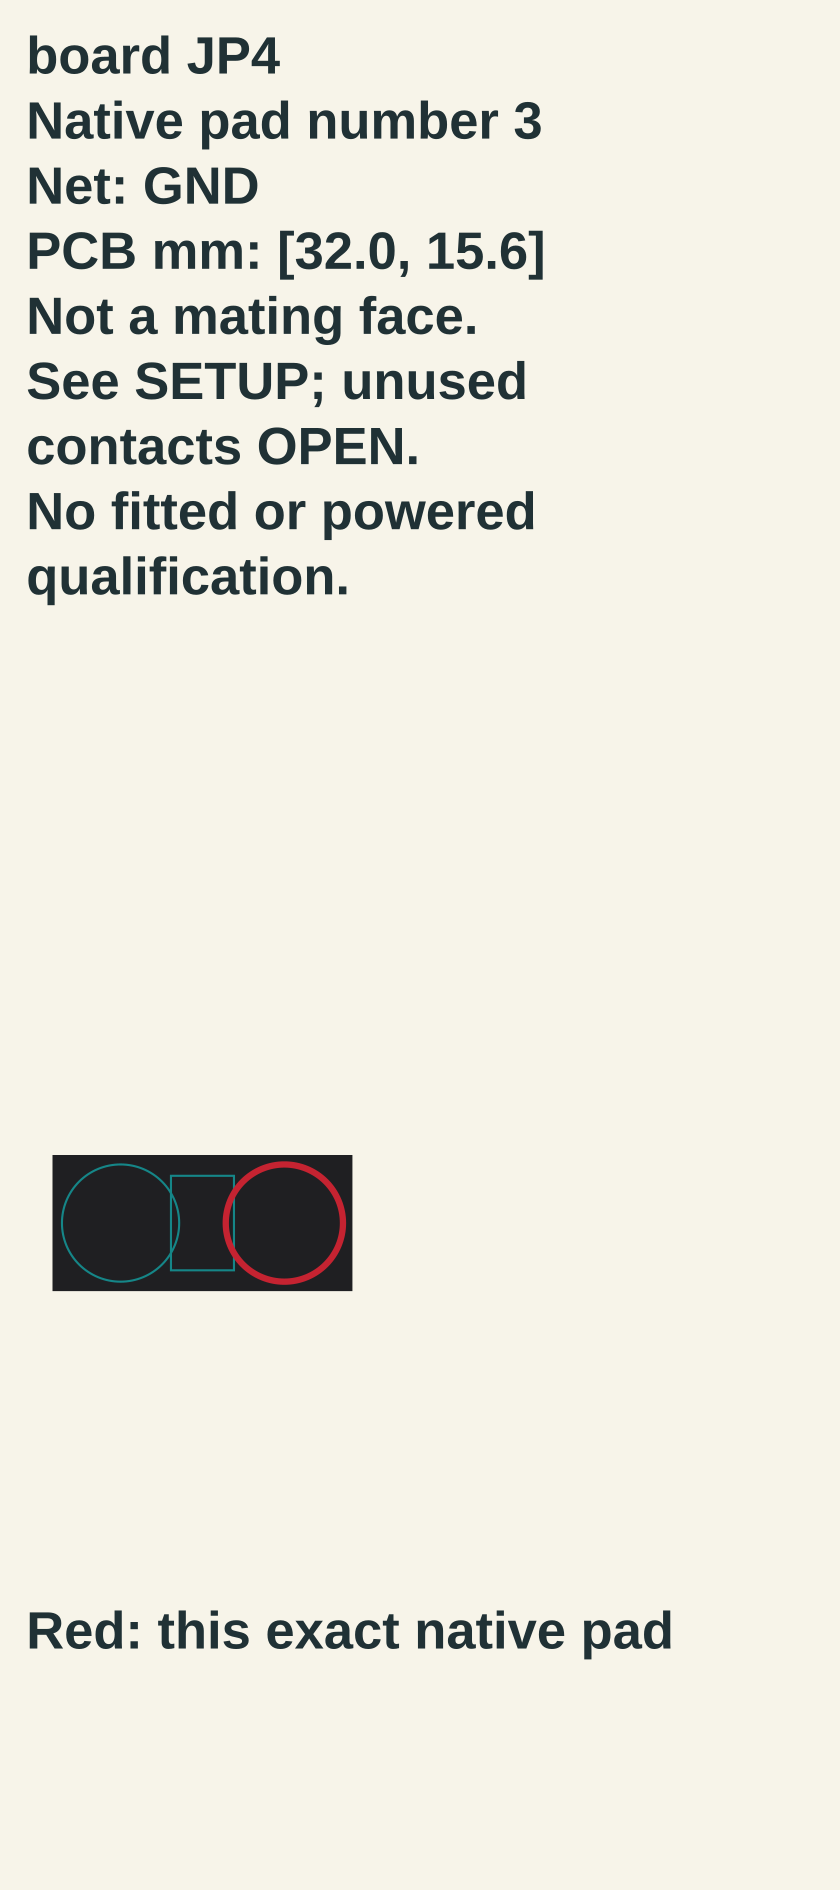 board JP4
Native pad number 3
Net: GND
PCB mm: [32.0, 15.6]
Not a mating face.
See SETUP; unused
contacts OPEN.
No fitted or powered
qualification.
Red: this exact native pad